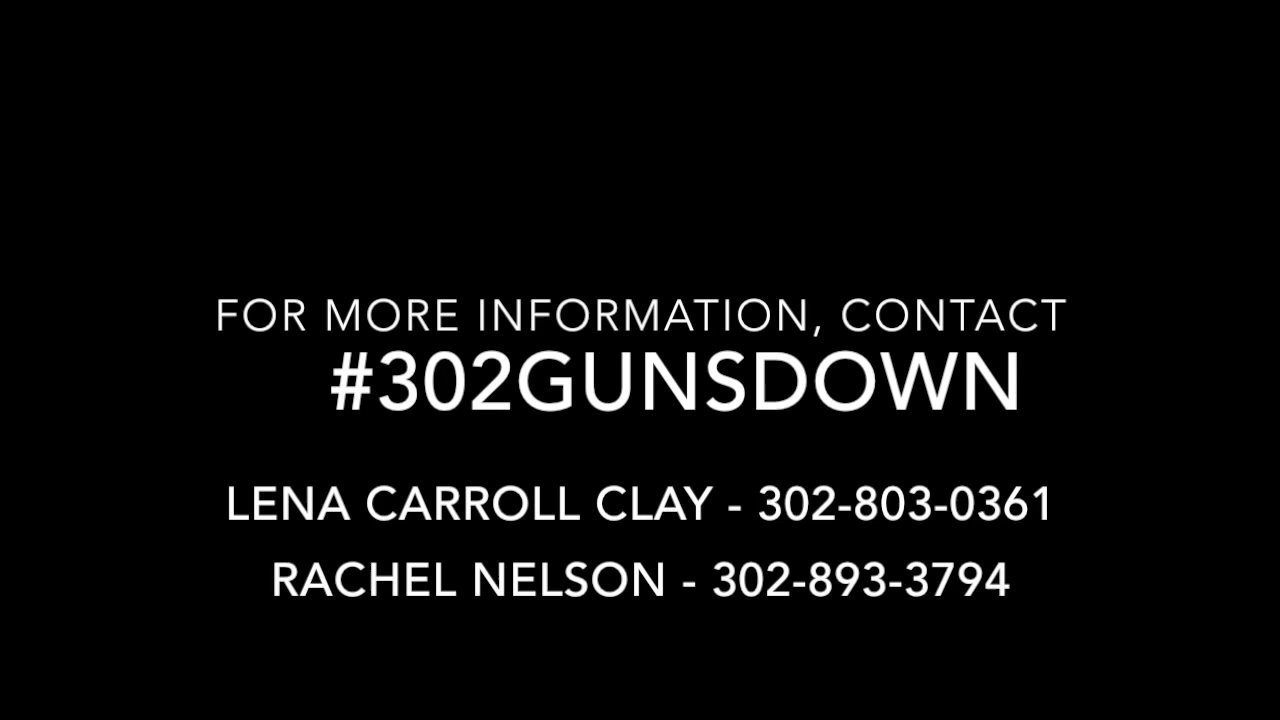 FOR MORE INFORMATION, CONTACT
#302GUNSDOWN
LENA CARROLL CLAY - 302-803-0361
RACHEL NELSON - 302-893-3794